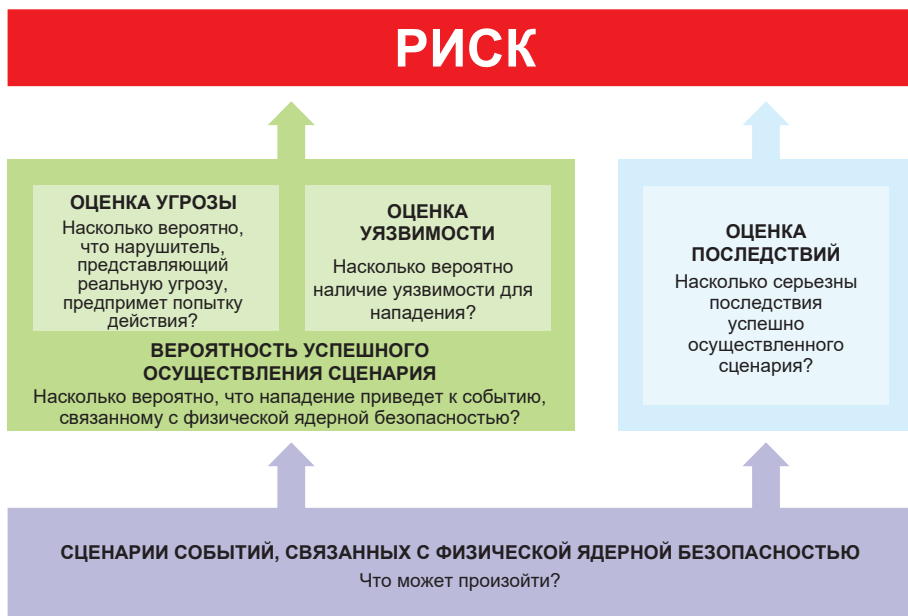 РИСК
ОЦЕНКА УГРОЗЫ
Насколько вероятно,
что нарушитель,
представляющий
реальную угрозу,
предпримет попытку
действия?
ОЦЕНКА
УЯЗВИМОСТИ
Насколько вероятно
наличие уязвимости для
нападения?
ВЕРОЯТНОСТЬ УСПЕШНОГО
ОСУЩЕСТВЛЕНИЯ СЦЕНАРИЯ
Насколько вероятно, что нападение приведет к событию,
связанному с физической ядерной безопасностью?
ОЦЕНКА
ПОСЛЕДСТВИЙ
Насколько серьезны
последствия
успешно
осуществленного
сценария?
СЦЕНАРИИ СОБЫТИЙ, СВЯЗАННЫХ С ФИЗИЧЕСКОЙ ЯДЕРНОЙ БЕЗОПАСНОСТЬЮ
Что может произойти?